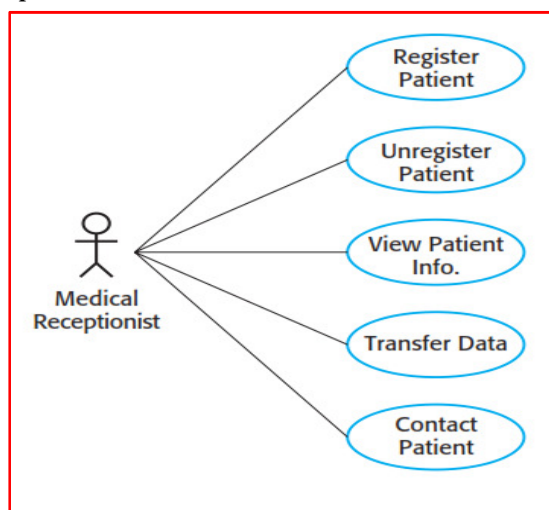 Register
Patient
Unregister
Patient
View Patient
Info.
Medical
Receptionist
Transfer Data
Contact
Patient